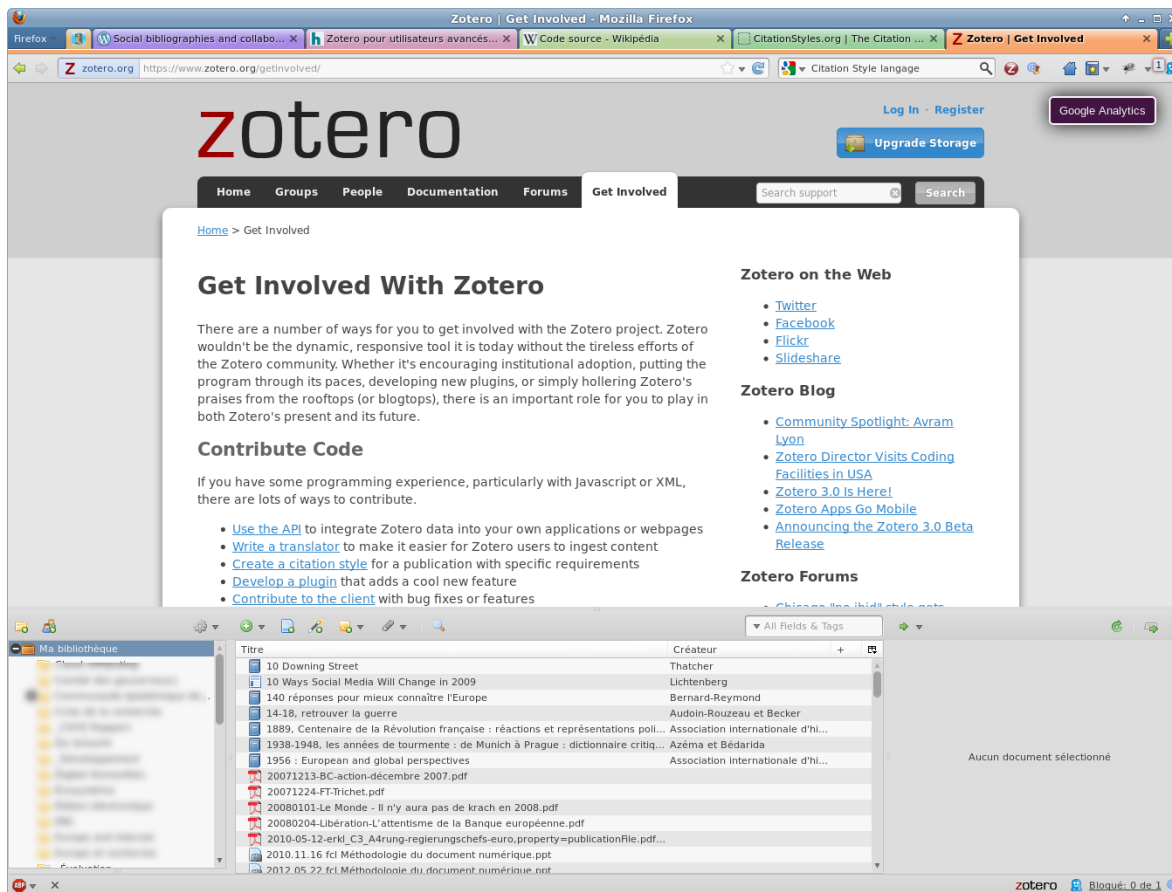 Zotero | Get Involved - Mozilla Firefox
Firefox
Social bibliographies and collabo...
Zotero pour utilisateurs avancés...
Code source - Wikipédia
CitationStyles.org | The Citation ...
Zotero | Get Involved
zotero.org https://www.zotero.org/getinvolved/
Citation Style langage
1
zotero
Log In · Register
Google Analytics
Upgrade Storage
Home Groups People Documentation Forums Get Involved
Search support
Search
Home > Get Involved
Get Involved With Zotero
There are a number of ways for you to get involved with the Zotero project. Zotero
wouldn't be the dynamic, responsive tool it is today without the tireless efforts of
the Zotero community. Whether it's encouraging institutional adoption, putting the
program through its paces, developing new plugins, or simply hollering Zotero's
praises from the rooftops (or blogtops), there is an important role for you to play in
both Zotero's present and its future.
Contribute Code
If you have some programming experience, particularly with Javascript or XML,
there are lots of ways to contribute.
Use the API to integrate Zotero data into your own applications or webpages
Write a translator to make it easier for Zotero users to ingest content
Create a citation style for a publication with specific requirements
Develop a plugin that adds a cool new feature
Contribute to the client with bug fixes or features
Zotero on the Web
Twitter
Facebook
Flickr
Slideshare
Zotero Blog
Community Spotlight: Avram
Lyon
Zotero Director Visits Coding
Facilities in USA
Zotero 3.0 Is Here!
Zotero Apps Go Mobile
Announcing the Zotero 3.0 Beta
Release
Zotero Forums
Chicago "no ibid" style gets
All Fields & Tags
Ma bibliothèque
Évaluation
Titre Créateur
10 Downing Street Thatcher
10 Ways Social Media Will Change in 2009 Lichtenberg
140 réponses pour mieux connaître l'Europe Bernard-Reymond
14-18, retrouver la guerre Audoin-Rouzeau et Becker
1889, Centenaire de la Révolution française : réactions et représentations poli... Association internationale d'hi...
1938-1948, les années de tourmente : de Munich à Prague : dictionnaire critiq... Azéma et Bédarida
1956 : European and global perspectives Association internationale d'hi...
20071213-BC-action-décembre 2007.pdf
20071224-FT-Trichet.pdf
20080101-Le Monde - Il n'y aura pas de krach en 2008.pdf
20080204-Libération-L'attentisme de la Banque européenne.pdf
2010-05-12-erkl_C3_A4rung-regierungschefs-euro,property=publicationFile.pdf...
2010.11.16 fcl Méthodologie du document numérique.ppt
2012 05 22 fcl Méthodologie du document numérique.ppt
Aucun document sélectionné
ABP
zotero
Bloqué: 0 de 1